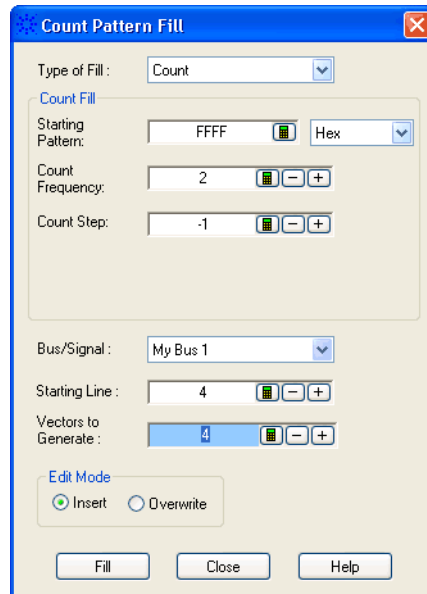 Count Pattern Fill
Type of Fill : Count
Count Fill
Starting Pattern: FFFF Hex
Count Frequency: 2
Count Step: -1
Bus/Signal : My Bus 1
Starting Line : 4
Vectors to Generate : 4
Edit Mode
Insert Overwrite
Fill Close Help